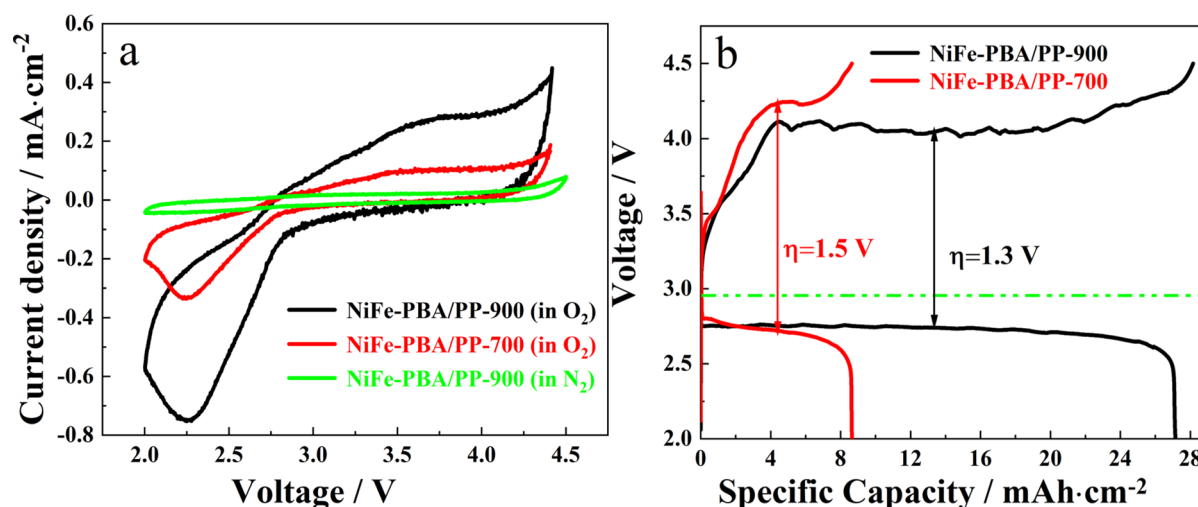 a
Current density / mA·cm⁻²
0.6
0.4
0.2
0.0
-0.2
-0.4
-0.6
-0.8
NiFe-PBA/PP-900 (in O₂)
NiFe-PBA/PP-700 (in O₂)
NiFe-PBA/PP-900 (in N₂)
2.0 2.5 3.0 3.5 4.0 4.5
Voltage / V
b
Voltage / V
4.5
4.0
3.5
3.0
2.5
2.0
NiFe-PBA/PP-900
NiFe-PBA/PP-700
η=1.5 V
η=1.3 V
0 4 8 12 16 20 24 28
Specific Capacity / mAh·cm⁻²